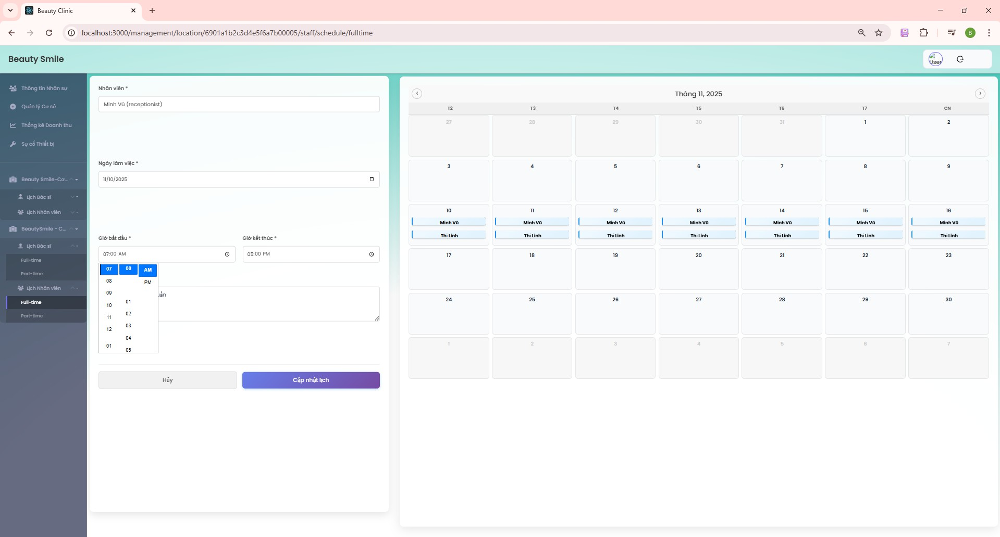 Beauty Clinic
localhost:3000/management/location/6901a1b2c3d4e5f6a7b00005/staff/schedule/fulltime
B
Beauty Smile
User
Thông tin Nhân sự
Quản lý Cơ sở
Thống kê Doanh thu
Sự cố Thiết bị
Beauty Smile-Cơ...
Lịch Bác sĩ
Lịch Nhân viên
BeautySmile - C...
Lịch Bác sĩ
Full-time
Part-time
Lịch Nhân viên
Full-time
Part-time
Nhân viên *
Minh Vũ (receptionist)
Ngày làm việc *
11/10/2025
Giờ bắt đầu * Giờ kết thúc *
07:00 AM 05:00 PM
07 00 AM
08 PM
09
10 01
11 02
12 03
04
01 05
uẩn
Hủy Cập nhật lịch
Tháng 11, 2025
T2 T3 T4 T5 T6 T7 CN
27 28 29 30 31 1 2
3 4 5 6 7 8 9
10 11 12 13 14 15 16
Minh Vũ Minh Vũ Minh Vũ Minh Vũ Minh Vũ Minh Vũ Minh Vũ
Thị Linh Thị Linh Thị Linh Thị Linh Thị Linh Thị Linh Thị Linh
17 18 19 20 21 22 23
24 25 26 27 28 29 30
1 2 3 4 5 6 7